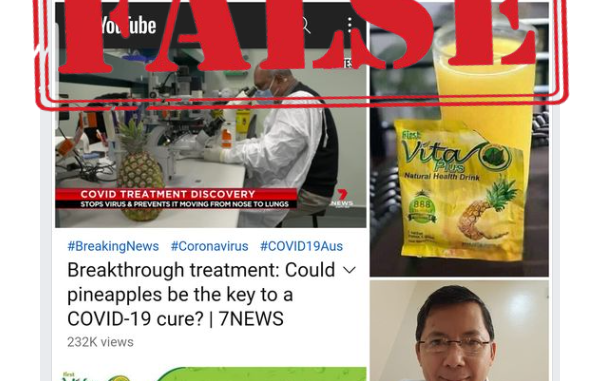 FALSE
YouTube
COVID TREATMENT DISCOVERY
STOPS VIRUS & PREVENTS IT MOVING FROM NOSE TO LUNGS
7NEWS
#BreakingNews #Coronavirus #COVID19Aus
Breakthrough treatment: Could
pineapples be the key to a
COVID-19 cure? | 7NEWS
232K views
First
Vita
Plus
Natural Health Drink
888
First